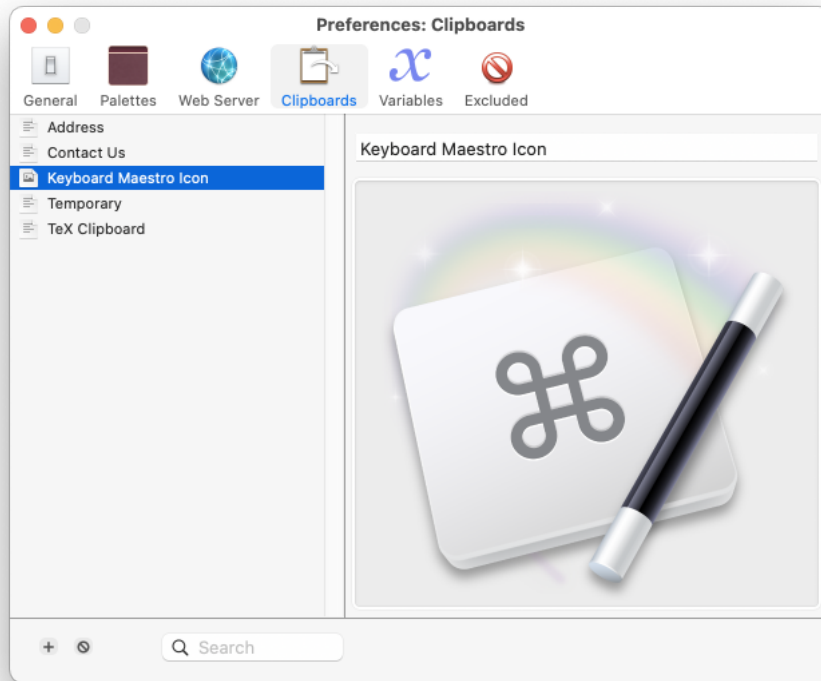 Preferences: Clipboards
General Palettes Web Server Clipboards Variables Excluded
Address
Contact Us
Keyboard Maestro Icon
Temporary
TeX Clipboard
Keyboard Maestro Icon
Search